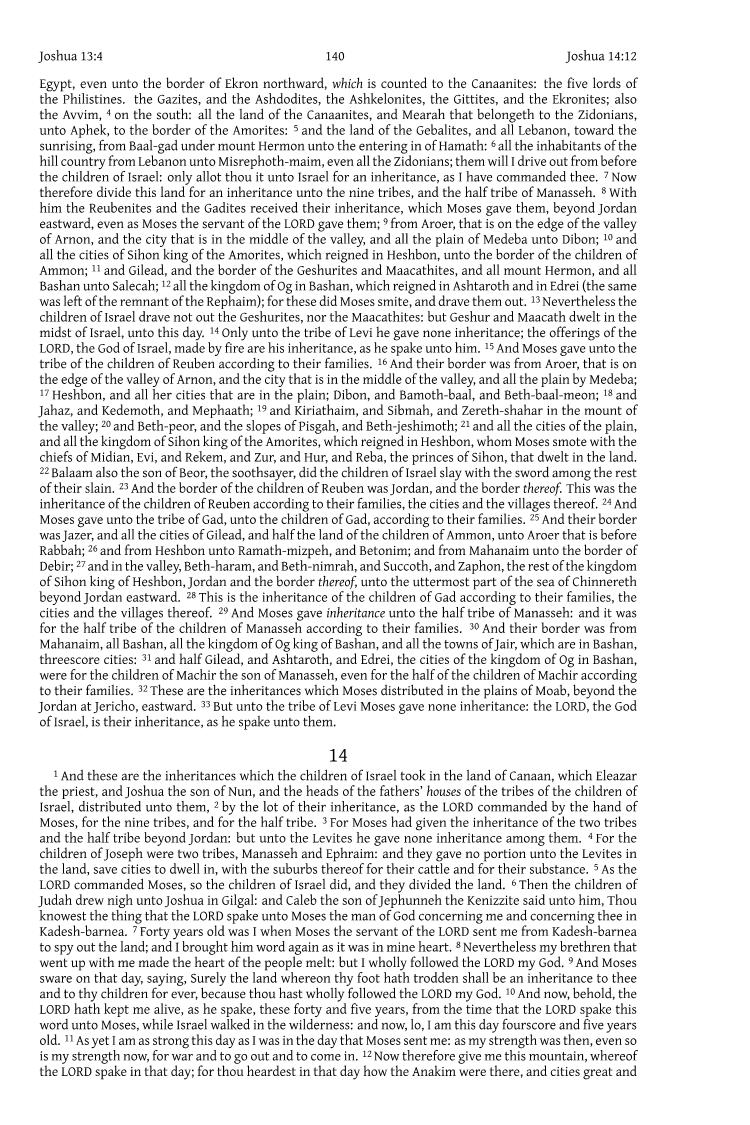 Joshua 13:4 140 Joshua 14:12
Egypt, even unto the border of Ekron northward, which is counted to the Canaanites: the five lords of
the Philistines. the Gazites, and the Ashdodites, the Ashkelonites, the Gittites, and the Ekronites; also
the Avvim, 4 on the south: all the land of the Canaanites, and Mearah that belongeth to the Zidonians,
unto Aphek, to the border of the Amorites: 5 and the land of the Gebalites, and all Lebanon, toward the
sunrising, from Baal-gad under mount Hermon unto the entering in of Hamath: 6 all the inhabitants of the
hill country from Lebanon unto Misrephoth-maim, even all the Zidonians; them will I drive out from before
the children of Israel: only allot thou it unto Israel for an inheritance, as I have commanded thee. 7 Now
therefore divide this land for an inheritance unto the nine tribes, and the half tribe of Manasseh. 8 With
him the Reubenites and the Gadites received their inheritance, which Moses gave them, beyond Jordan
eastward, even as Moses the servant of the LORD gave them; 9 from Aroer, that is on the edge of the valley
of Arnon, and the city that is in the middle of the valley, and all the plain of Medeba unto Dibon; 10 and
all the cities of Sihon king of the Amorites, which reigned in Heshbon, unto the border of the children of
Ammon; 11 and Gilead, and the border of the Geshurites and Maacathites, and all mount Hermon, and all
Bashan unto Salecah; 12 all the kingdom of Og in Bashan, which reigned in Ashtaroth and in Edrei (the same
was left of the remnant of the Rephaim); for these did Moses smite, and drave them out. 13 Nevertheless the
children of Israel drave not out the Geshurites, nor the Maacathites: but Geshur and Maacath dwelt in the
midst of Israel, unto this day. 14 Only unto the tribe of Levi he gave none inheritance; the offerings of the
LORD, the God of Israel, made by fire are his inheritance, as he spake unto him. 15 And Moses gave unto the
tribe of the children of Reuben according to their families. 16 And their border was from Aroer, that is on
the edge of the valley of Arnon, and the city that is in the middle of the valley, and all the plain by Medeba;
17 Heshbon, and all her cities that are in the plain; Dibon, and Bamoth-baal, and Beth-baal-meon; 18 and
Jahaz, and Kedemoth, and Mephaath; 19 and Kiriathaim, and Sibmah, and Zereth-shahar in the mount of
the valley; 20 and Beth-peor, and the slopes of Pisgah, and Beth-jeshimoth; 21 and all the cities of the plain,
and all the kingdom of Sihon king of the Amorites, which reigned in Heshbon, whom Moses smote with the
chiefs of Midian, Evi, and Rekem, and Zur, and Hur, and Reba, the princes of Sihon, that dwelt in the land.
22 Balaam also the son of Beor, the soothsayer, did the children of Israel slay with the sword among the rest
of their slain. 23 And the border of the children of Reuben was Jordan, and the border thereof. This was the
inheritance of the children of Reuben according to their families, the cities and the villages thereof. 24 And
Moses gave unto the tribe of Gad, unto the children of Gad, according to their families. 25 And their border
was Jazer, and all the cities of Gilead, and half the land of the children of Ammon, unto Aroer that is before
Rabbah; 26 and from Heshbon unto Ramath-mizpeh, and Betonim; and from Mahanaim unto the border of
Debir; 27 and in the valley, Beth-haram, and Beth-nimrah, and Succoth, and Zaphon, the rest of the kingdom
of Sihon king of Heshbon, Jordan and the border thereof, unto the uttermost part of the sea of Chinnereth
beyond Jordan eastward. 28 This is the inheritance of the children of Gad according to their families, the
cities and the villages thereof. 29 And Moses gave inheritance unto the half tribe of Manasseh: and it was
for the half tribe of the children of Manasseh according to their families. 30 And their border was from
Mahanaim, all Bashan, all the kingdom of Og king of Bashan, and all the towns of Jair, which are in Bashan,
threescore cities: 31 and half Gilead, and Ashtaroth, and Edrei, the cities of the kingdom of Og in Bashan,
were for the children of Machir the son of Manasseh, even for the half of the children of Machir according
to their families. 32 These are the inheritances which Moses distributed in the plains of Moab, beyond the
Jordan at Jericho, eastward. 33 But unto the tribe of Levi Moses gave none inheritance: the LORD, the God
of Israel, is their inheritance, as he spake unto them.
14
1 And these are the inheritances which the children of Israel took in the land of Canaan, which Eleazar
the priest, and Joshua the son of Nun, and the heads of the fathers' houses of the tribes of the children of
Israel, distributed unto them, 2 by the lot of their inheritance, as the LORD commanded by the hand of
Moses, for the nine tribes, and for the half tribe. 3 For Moses had given the inheritance of the two tribes
and the half tribe beyond Jordan: but unto the Levites he gave none inheritance among them. 4 For the
children of Joseph were two tribes, Manasseh and Ephraim: and they gave no portion unto the Levites in
the land, save cities to dwell in, with the suburbs thereof for their cattle and for their substance. 5 As the
LORD commanded Moses, so the children of Israel did, and they divided the land. 6 Then the children of
Judah drew nigh unto Joshua in Gilgal: and Caleb the son of Jephunneh the Kenizzite said unto him, Thou
knowest the thing that the LORD spake unto Moses the man of God concerning me and concerning thee in
Kadesh-barnea. 7 Forty years old was I when Moses the servant of the LORD sent me from Kadesh-barnea
to spy out the land; and I brought him word again as it was in mine heart. 8 Nevertheless my brethren that
went up with me made the heart of the people melt: but I wholly followed the LORD my God. 9 And Moses
sware on that day, saying, Surely the land whereon thy foot hath trodden shall be an inheritance to thee
and to thy children for ever, because thou hast wholly followed the LORD my God. 10 And now, behold, the
LORD hath kept me alive, as he spake, these forty and five years, from the time that the LORD spake this
word unto Moses, while Israel walked in the wilderness: and now, lo, I am this day fourscore and five years
old. 11 As yet I am as strong this day as I was in the day that Moses sent me: as my strength was then, even so
is my strength now, for war and to go out and to come in. 12 Now therefore give me this mountain, whereof
the LORD spake in that day; for thou heardest in that day how the Anakim were there, and cities great and